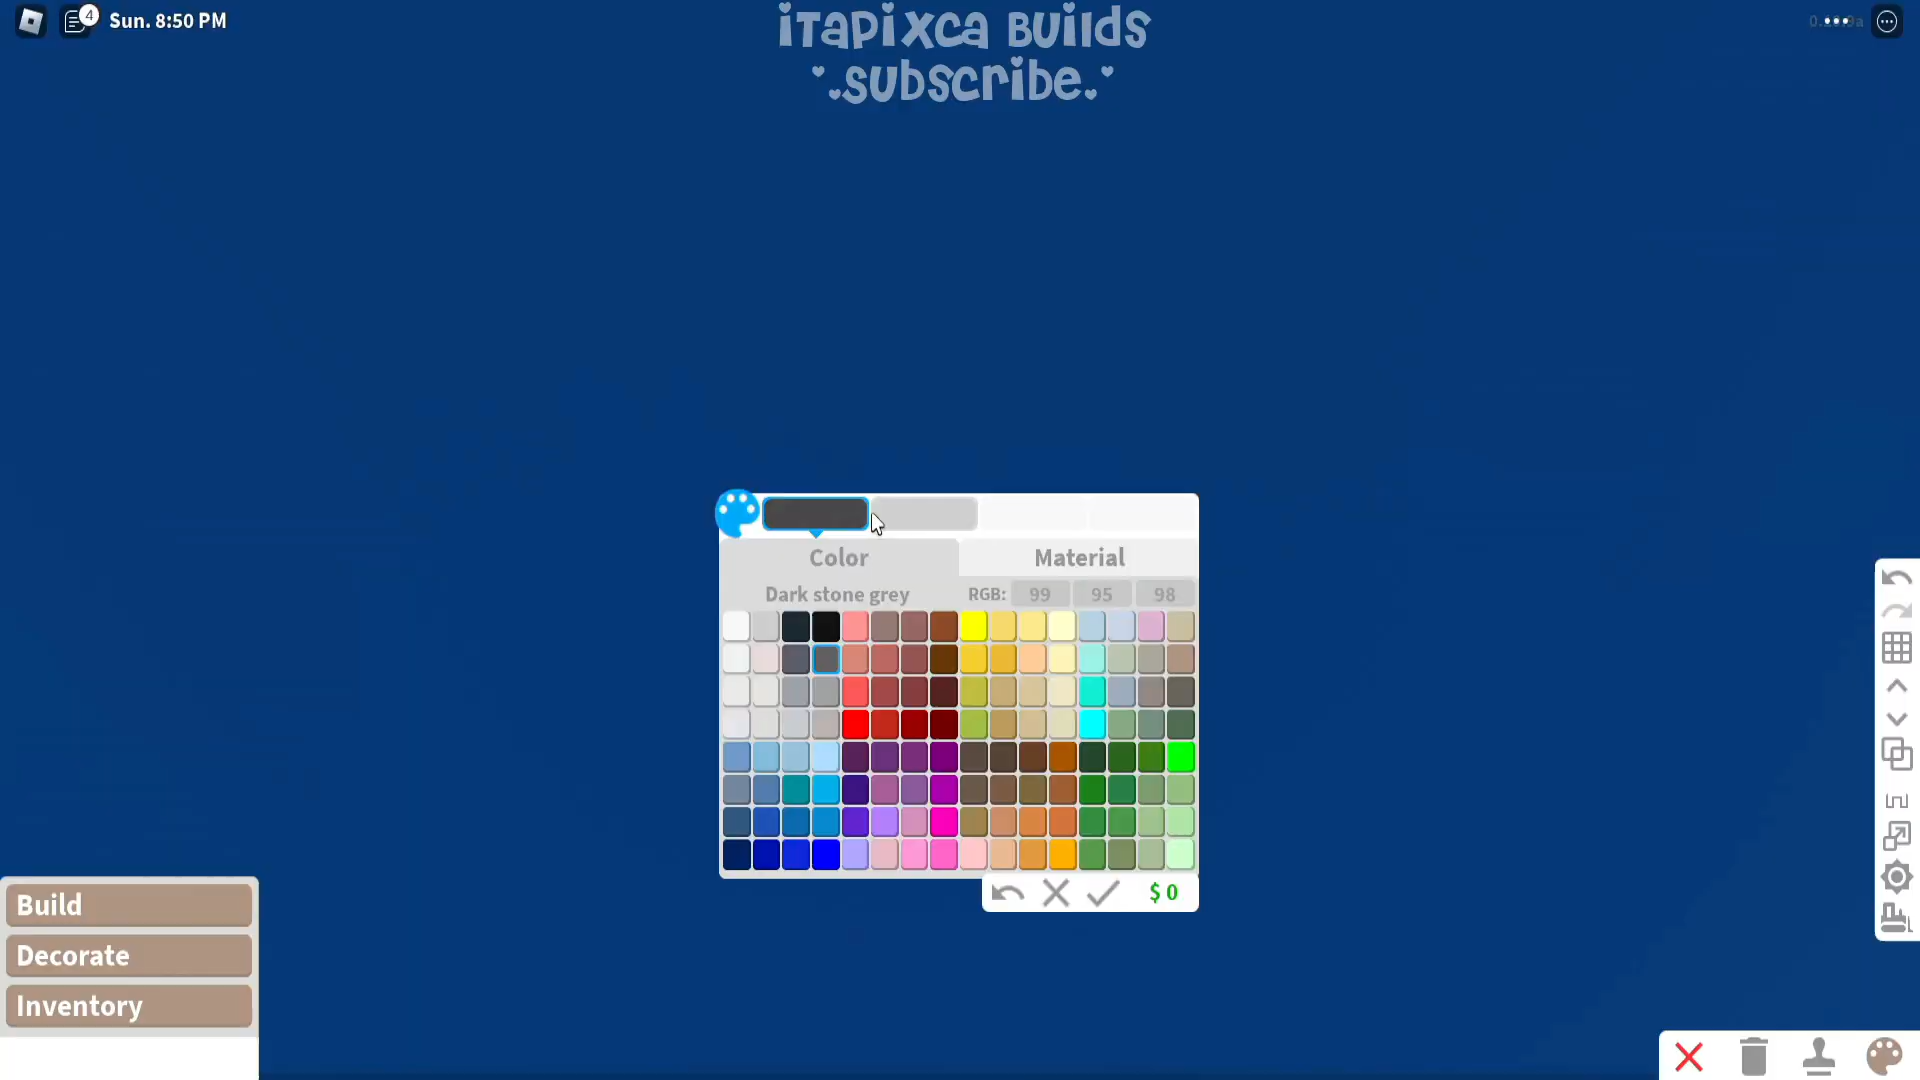 4
Sun. 8:50 PM
iTAPiXCA BUilds
subscribe.
Color
Material
Dark stone grey
RGB: 99 95 98
$ 0
Build
Decorate
Inventory